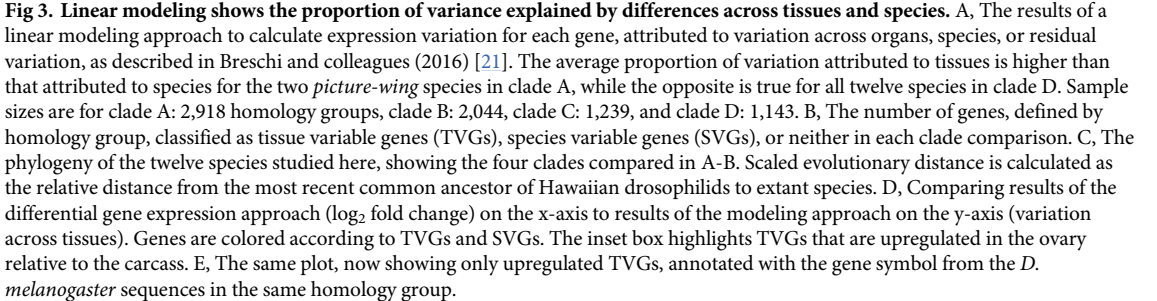 Fig 3. Linear modeling shows the proportion of variance explained by differences across tissues and species. A, The results of a
linear modeling approach to calculate expression variation for each gene, attributed to variation across organs, species, or residual
variation, as described in Breschi and colleagues (2016) [21]. The average proportion of variation attributed to tissues is higher than
that attributed to species for the two picture-wing species in clade A, while the opposite is true for all twelve species in clade D. Sample
sizes are for clade A: 2,918 homology groups, clade B: 2,044, clade C: 1,239, and clade D: 1,143. B, The number of genes, defined by
homology group, classified as tissue variable genes (TVGs), species variable genes (SVGs), or neither in each clade comparison. C, The
phylogeny of the twelve species studied here, showing the four clades compared in A-B. Scaled evolutionary distance is calculated as
the relative distance from the most recent common ancestor of Hawaiian drosophilids to extant species. D, Comparing results of the
differential gene expression approach (log₂ fold change) on the x-axis to results of the modeling approach on the y-axis (variation
across tissues). Genes are colored according to TVGs and SVGs. The inset box highlights TVGs that are upregulated in the ovary
relative to the carcass. E, The same plot, now showing only upregulated TVGs, annotated with the gene symbol from the D.
melanogaster sequences in the same homology group.